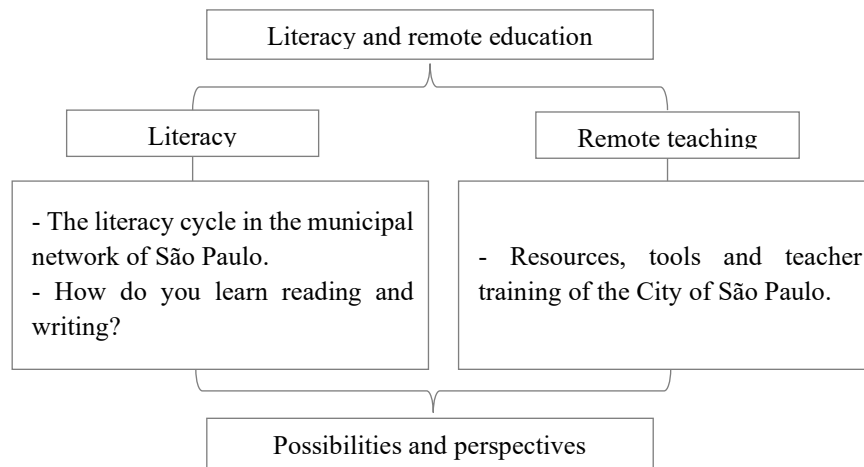 Literacy and remote education
Literacy
Remote teaching
- The literacy cycle in the municipal
network of São Paulo.
- How do you learn reading and
writing?
- Resources, tools and teacher
training of the City of São Paulo.
Possibilities and perspectives